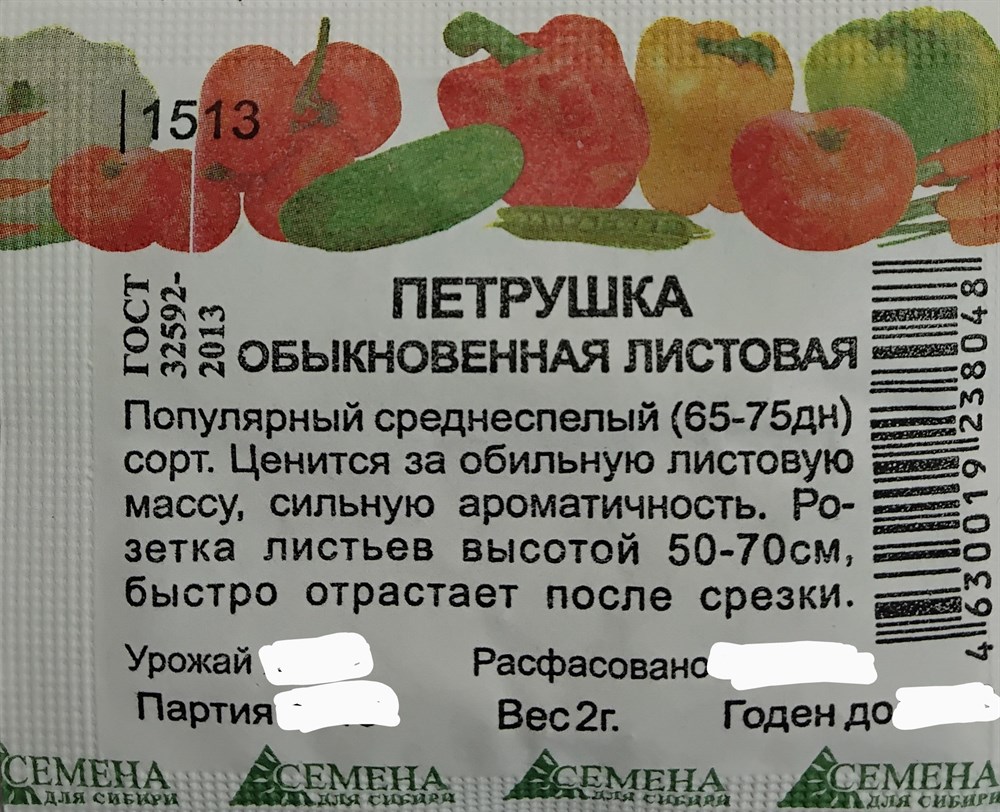 1513
ГОСТ
32592-
2013
ПЕТРУШКА
ОБЫКНОВЕННАЯ ЛИСТОВАЯ
Популярный среднеспелый (65-75дн)
сорт. Ценится за обильную листовую
массу, сильную ароматичность. Ро-
зетка листьев высотой 50-70см,
быстро отрастает после срезки.
4630019238048
Урожай
Расфасовано
Партия
Вес 2г.
Годен до
СЕМЕНА
ДЛЯ СИБИРИ
СЕМЕНА
ДЛЯ СИБИРИ
СЕМЕНА
ДЛЯ СИБИРИ
СЕМЕНА
ДЛЯ СИБИРИ